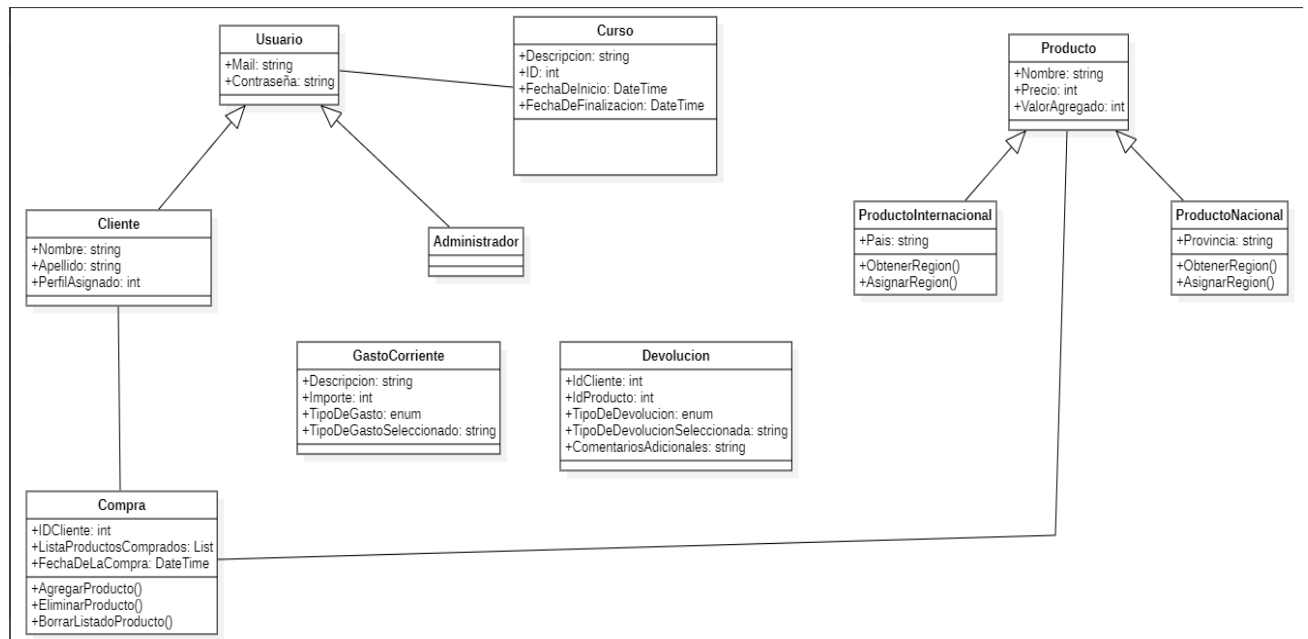 Usuario
+Mail: string
+Contraseña: string
Curso
+Descripcion: string
+ID: int
+FechaDeInicio: DateTime
+FechaDeFinalizacion: DateTime
Producto
+Nombre: string
+Precio: int
+ValorAgregado: int
Cliente
+Nombre: string
+Apellido: string
+PerfilAsignado: int
Administrador
ProductoInternacional
+Pais: string
+ObtenerRegion()
+AsignarRegion()
ProductoNacional
+Provincia: string
+ObtenerRegion()
+AsignarRegion()
GastoCorriente
+Descripcion: string
+Importe: int
+TipoDeGasto: enum
+TipoDeGastoSeleccionado: string
Devolucion
+IdCliente: int
+IdProducto: int
+TipoDeDevolucion: enum
+TipoDeDevolucionSeleccionada: string
+ComentariosAdicionales: string
Compra
+IDCliente: int
+ListaProductosComprados: List
+FechaDeLaCompra: DateTime
+AgregarProducto()
+EliminarProducto()
+BorrarListadoProducto()